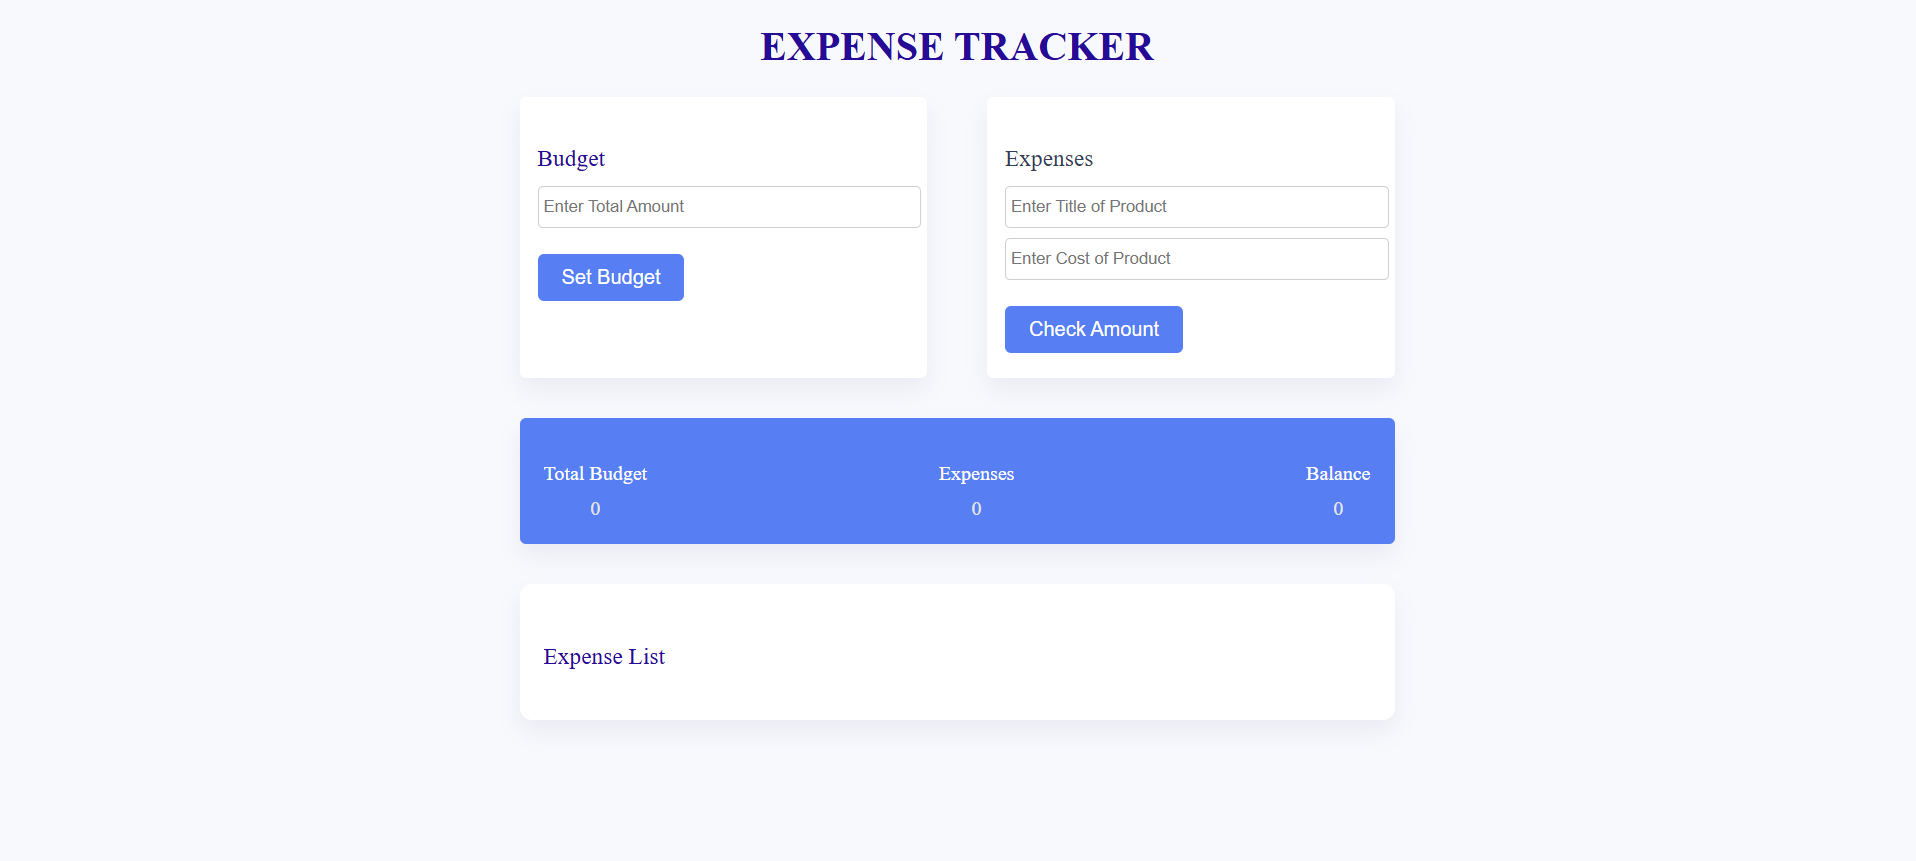 EXPENSE TRACKER
Budget
Enter Total Amount
Set Budget
Expenses
Enter Title of Product
Enter Cost of Product
Check Amount
Total Budget
0
Expenses
0
Balance
0
Expense List